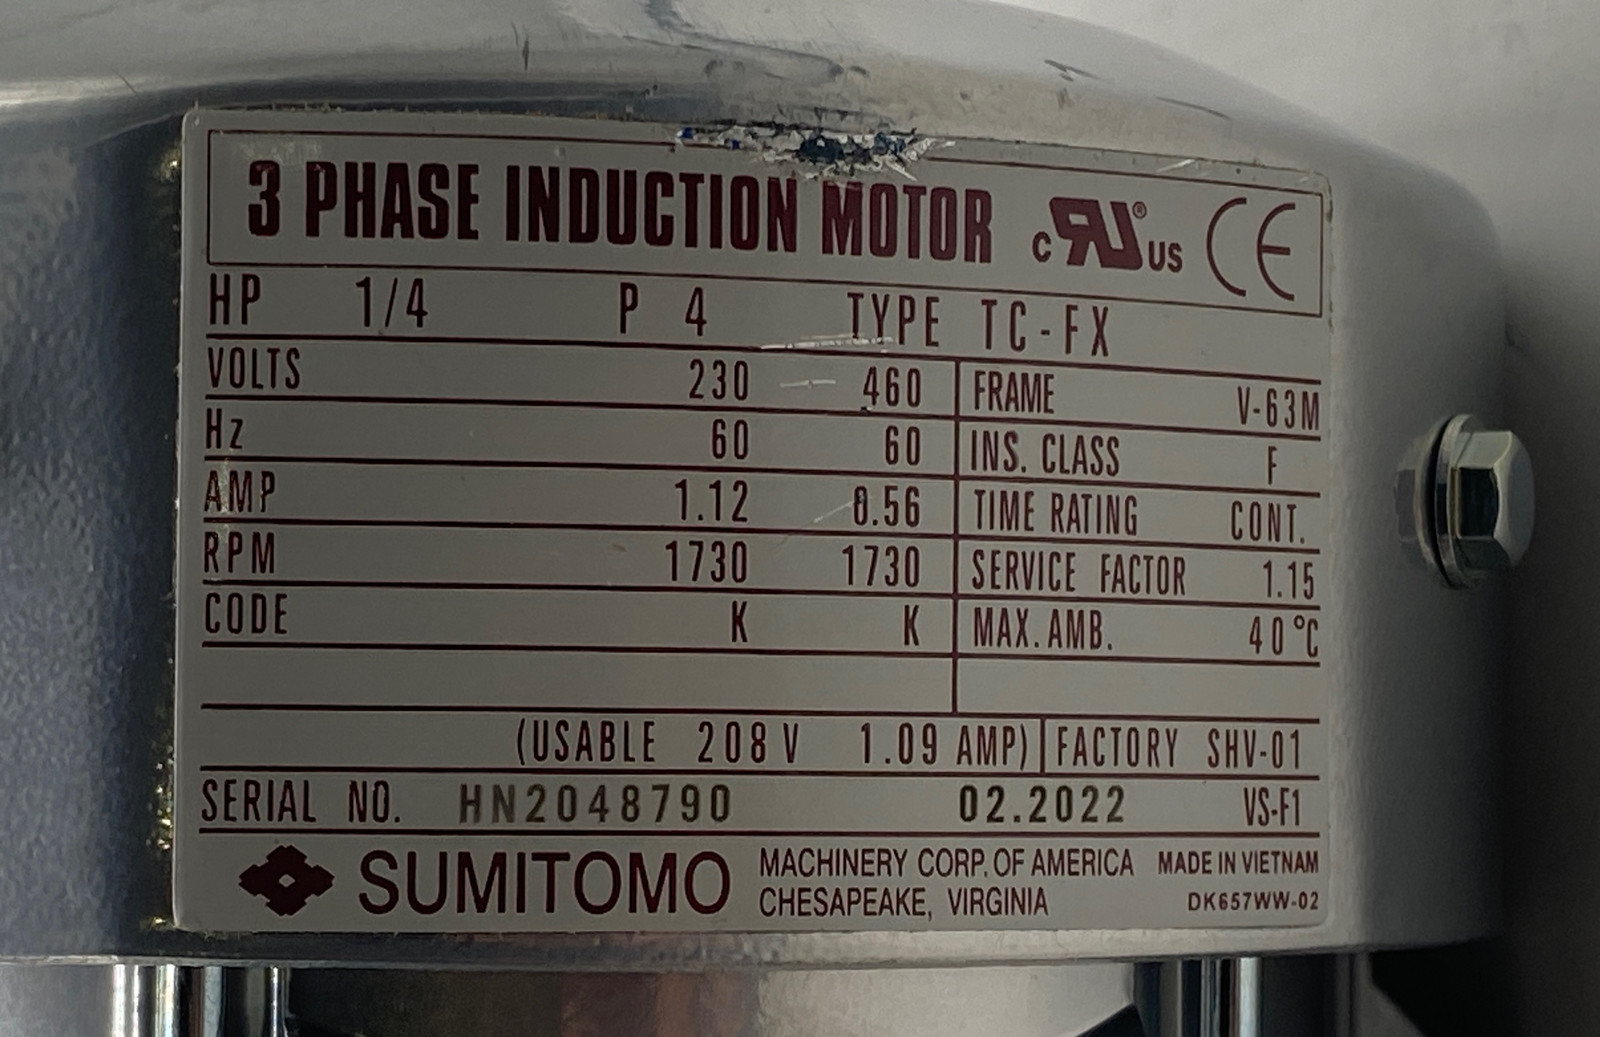 3 PHASE INDUCTION MOTOR c RU® US CE
HP 1/4 P 4 TYPE TC-FX
VOLTS 230 460 FRAME V-63M
Hz 60 60 INS. CLASS F
AMP 1.12 0.56 TIME RATING CONT.
RPM 1730 1730 SERVICE FACTOR 1.15
CODE K K MAX. AMB. 40°C
(USABLE 208V 1.09 AMP) FACTORY SHV-01
SERIAL NO. HN2048790 02.2022 VS-F1
SUMITOMO MACHINERY CORP. OF AMERICA MADE IN VIETNAM
CHESAPEAKE, VIRGINIA DK657WW-02